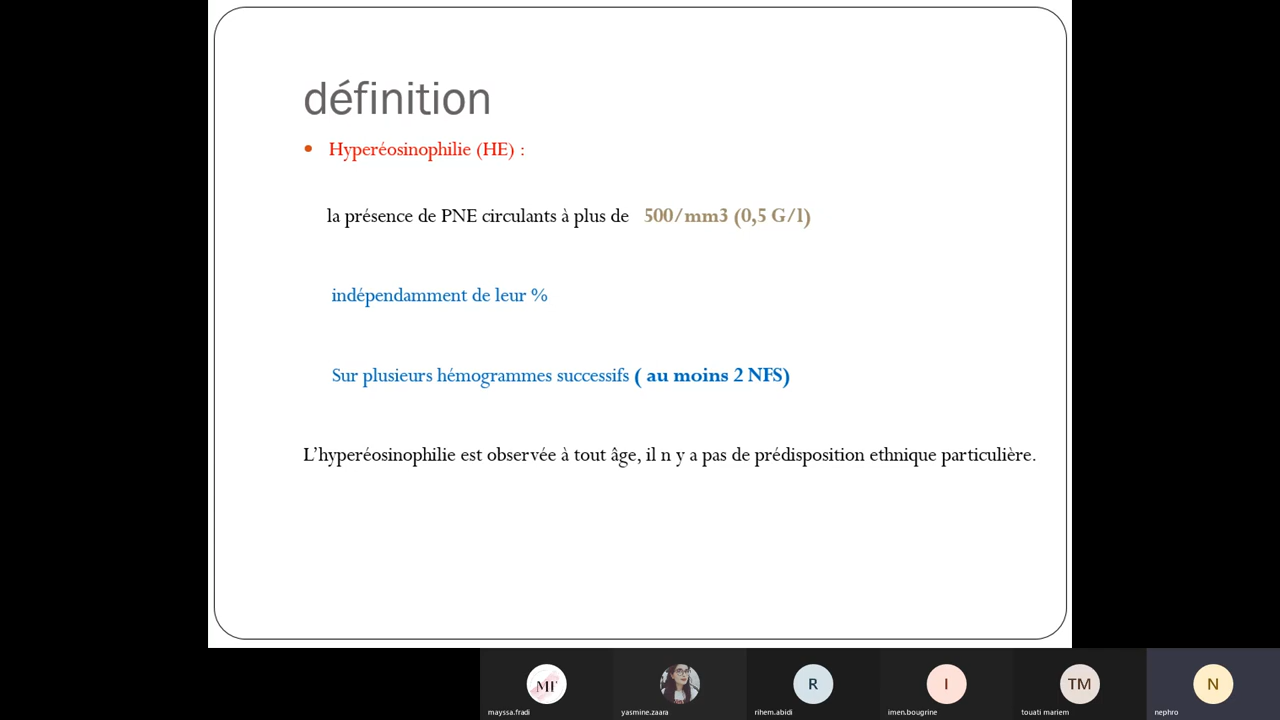 définition
• Hyperéosinophilie (HE) :
la présence de PNE circulants à plus de 500/mm3 (0,5 G/l)
indépendamment de leur %
Sur plusieurs hémogrammes successifs ( au moins 2 NFS)
L'hyperéosinophilie est observée à tout âge, il n y a pas de prédisposition ethnique particulière.
MF
R
I
TM
N
mayssa.fradi
yasmine.zaara
rihem.abidi
imen.bougrine
touati mariem
nephro